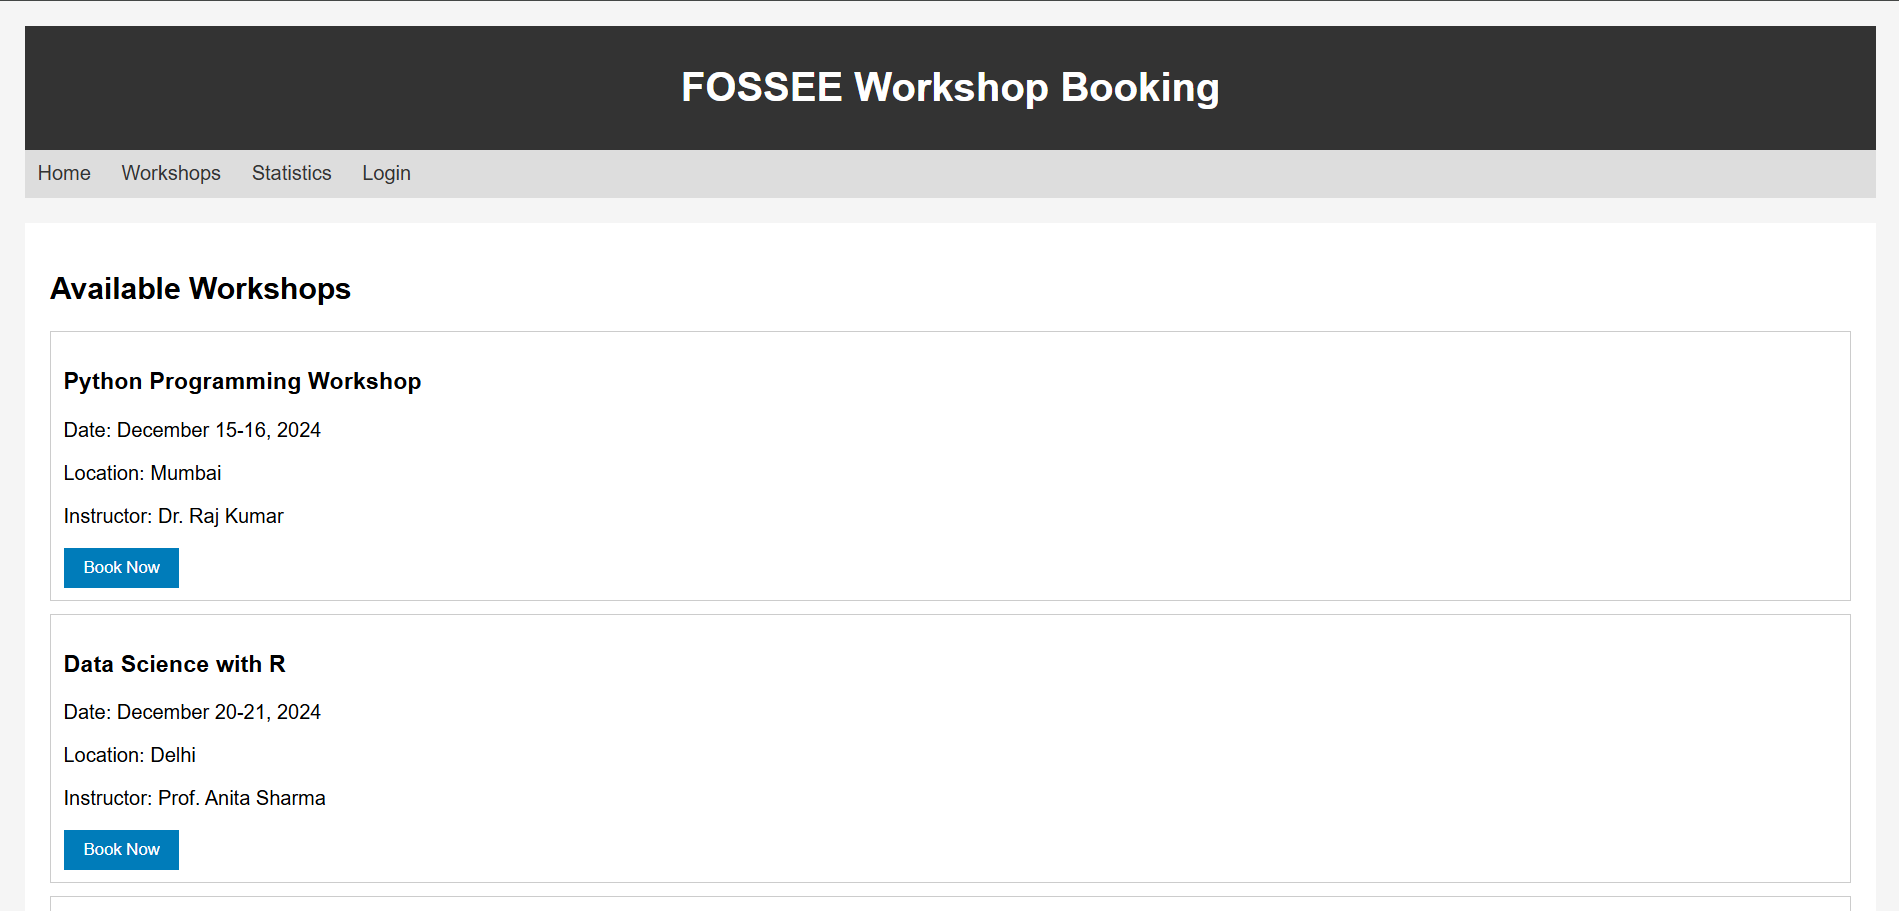 FOSSEE Workshop Booking
Home Workshops Statistics Login
Available Workshops
Python Programming Workshop
Date: December 15-16, 2024
Location: Mumbai
Instructor: Dr. Raj Kumar
Book Now
Data Science with R
Date: December 20-21, 2024
Location: Delhi
Instructor: Prof. Anita Sharma
Book Now